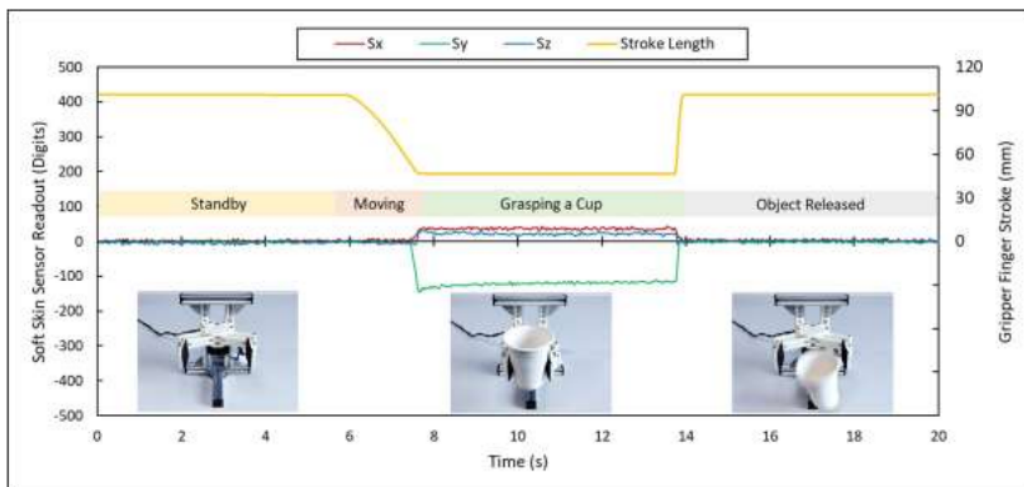 Sx Sy Sz Stroke Length
500 120
400 90
300
200 60
Standby Moving Grasping a Cup Object Released
100 30
0 0
-100
-200
-300
-400
-500
0 2 4 6 8 10 12 14 16 18 20
Time (s)
Soft Skin Sensor Readout (Digits)
Gripper Finger Stroke (mm)